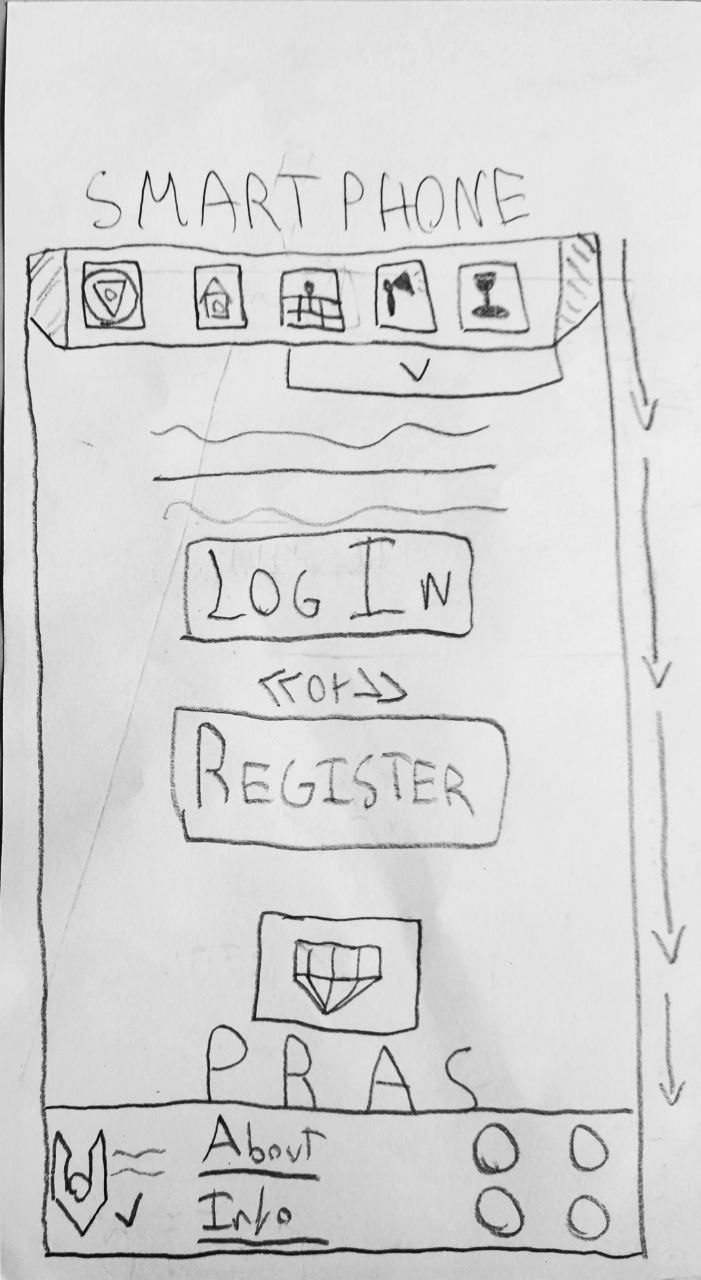 SMARTPHONE
LOG IN
<<or>>
REGISTER
PRAS
About
Info